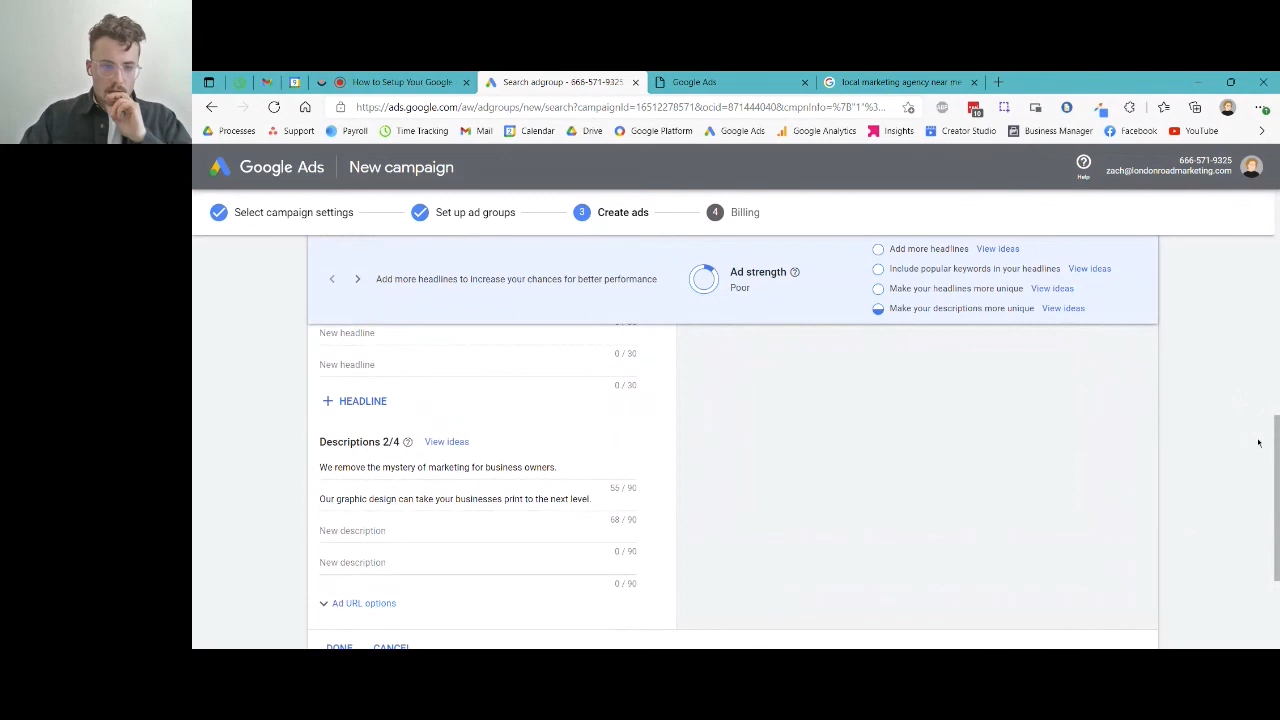 How to Setup Your Google
Search adgroup - 666-571-9325
Google Ads
local marketing agency near me
https://ads.google.com/aw/adgroups/new/search?campaignId=16512278571&ocid=871444040&cmpnInfo=%7B"1"%3...
10
Processes
Support
Payroll
Time Tracking
Mail
Calendar
Drive
Google Platform
Google Ads
Google Analytics
Insights
Creator Studio
Business Manager
Facebook
YouTube
Google Ads
New campaign
Help
666-571-9325
zach@londonroadmarketing.com
Select campaign settings
Set up ad groups
3 Create ads
4 Billing
Add more headlines to increase your chances for better performance
Ad strength
Poor
Add more headlines View ideas
Include popular keywords in your headlines View ideas
Make your headlines more unique View ideas
Make your descriptions more unique View ideas
New headline
0 / 30
New headline
0 / 30
+ HEADLINE
Descriptions 2/4
View ideas
We remove the mystery of marketing for business owners.
55 / 90
Our graphic design can take your businesses print to the next level.
68 / 90
New description
0 / 90
New description
0 / 90
Ad URL options
DONE
CANCEL